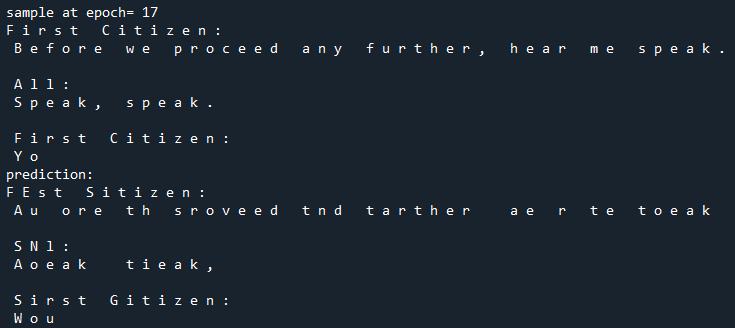 sample at epoch= 17
F i r s t   C i t i z e n :
B e f o r e   w e   p r o c e e d   a n y   f u r t h e r ,   h e a r   m e   s p e a k .
A l l :
S p e a k ,   s p e a k .
F i r s t   C i t i z e n :
Y o
prediction:
F E s t   S i t i z e n :
A u   o r e   t h   s r o v e e d   t n d   t a r t h e r     a e   r   t e   t o e a k
S N l :
A o e a k     t i e a k ,
S i r s t   G i t i z e n :
W o u